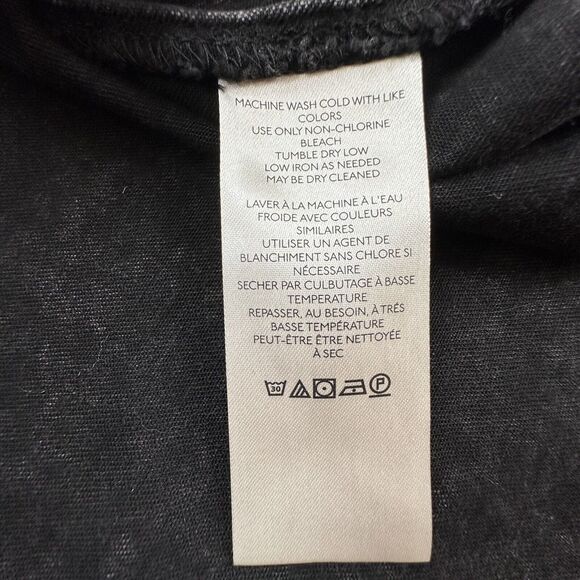 MACHINE WASH COLD WITH LIKE
COLORS
USE ONLY NON-CHLORINE
BLEACH
TUMBLE DRY LOW
LOW IRON AS NEEDED
MAY BE DRY CLEANED
LAVER À LA MACHINE À L'EAU
FROIDE AVEC COULEURS
SIMILAIRES
UTILISER UN AGENT DE
BLANCHIMENT SANS CHLORE SI
NÉCESSAIRE
SECHER PAR CULBUTAGE À BASSE
TEMPERATURE
REPASSER, AU BESOIN, À TRÉS
BASSE TEMPÉRATURE
PEUT-ÊTRE ÊTRE NETTOYÉE
À SEC
30 P